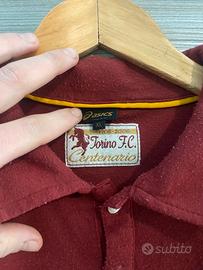 asics
1906-2006
Torino F.C.
Centenario
subito